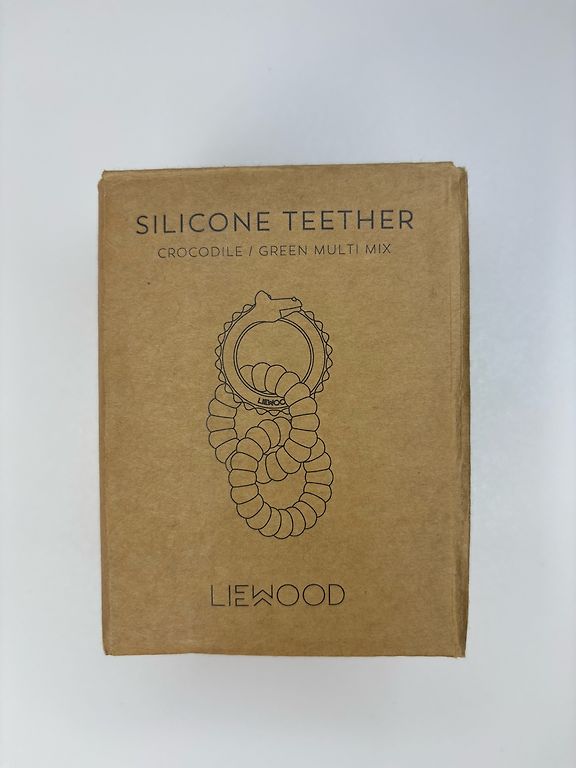 SILICONE TEETHER
CROCODILE / GREEN MULTI MIX
LIEWOOD
LIEWOOD